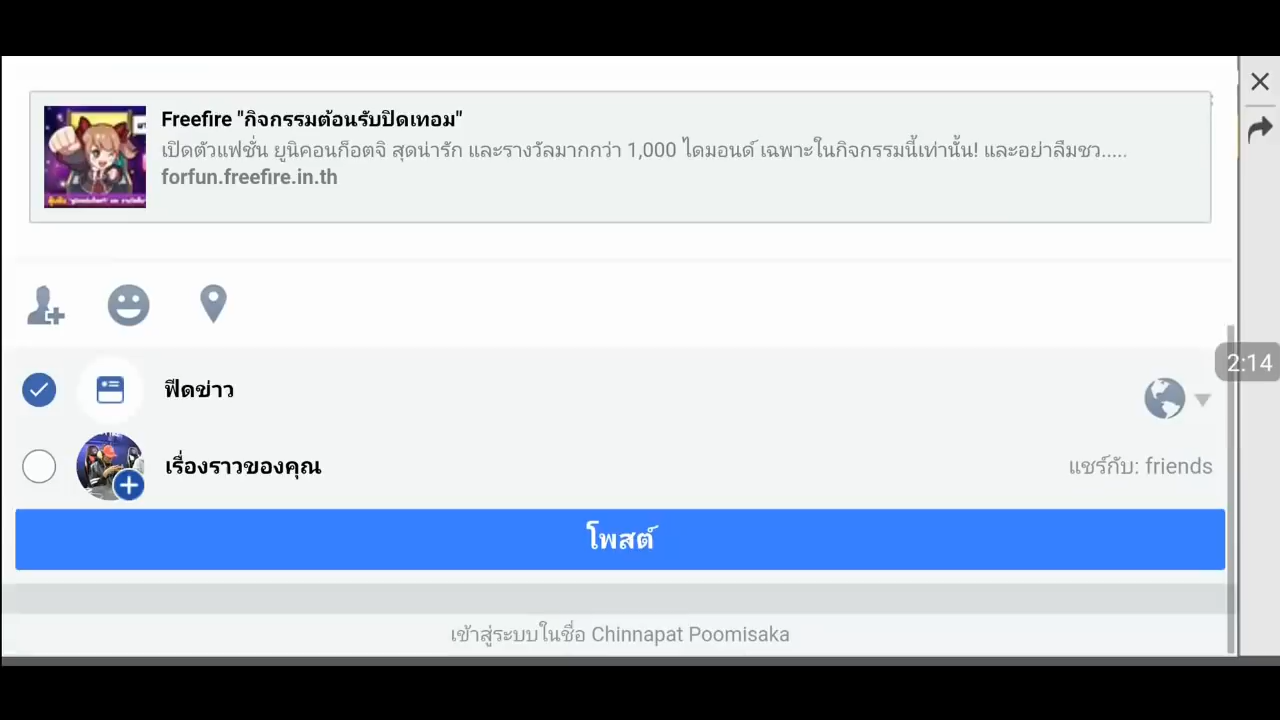 Freefire "กิจกรรมต้อนรับปิดเทอม"
เปิดตัวแฟชั่น ยูนิคอนก็อตจิ สุดน่ารัก และรางวัลมากกว่า 1,000 ไดมอนด์ เฉพาะในกิจกรรมนี้เท่านั้น! และอย่าลืมชว.....
forfun.freefire.in.th
ฟีดข่าว
2:14
เรื่องราวของคุณ
แชร์กับ: friends
โพสต์
เข้าสู่ระบบในชื่อ Chinnapat Poomisaka